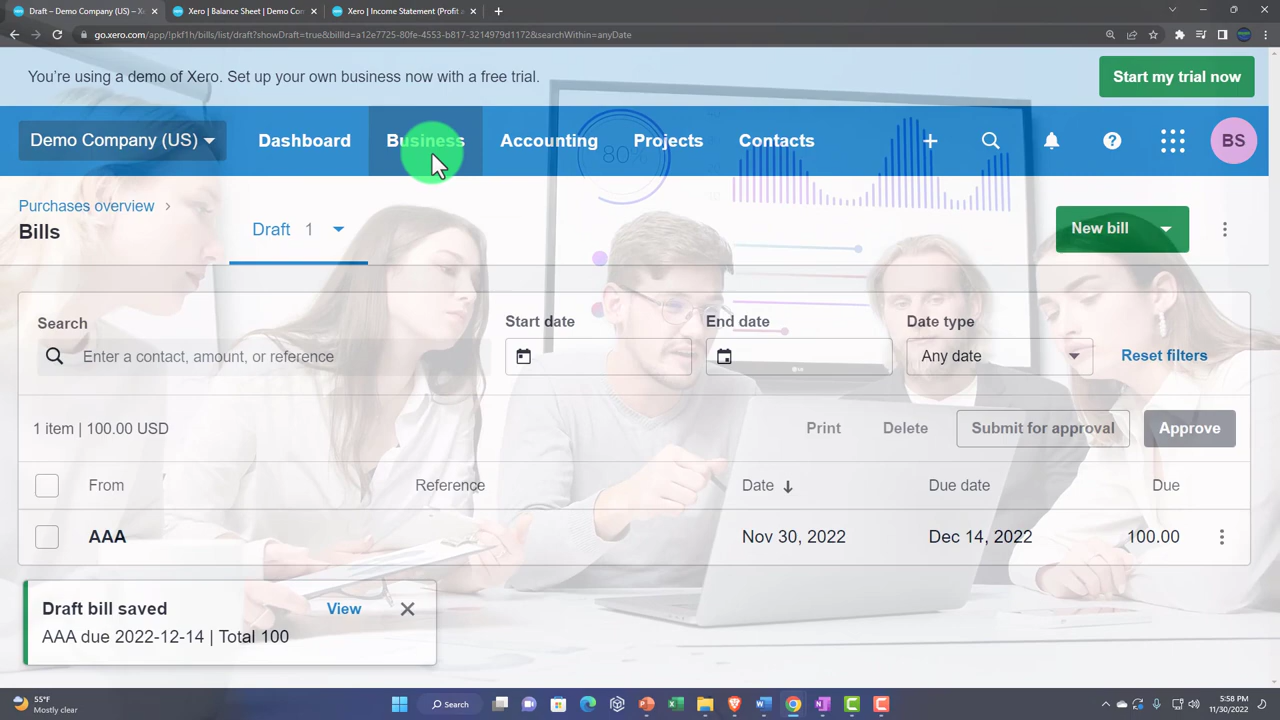 Draft – Demo Company (US) – Xe
Xero | Balance Sheet | Demo Com
Xero | Income Statement (Profit a
go.xero.com/app/!pkf1h/bills/list/draft?showDraft=true&billId=a12e7725-80fe-4553-b817-3214979d1172&searchWithin=anyDate
You're using a demo of Xero. Set up your own business now with a free trial.
Start my trial now
Demo Company (US)
Dashboard
Business
Accounting
Projects
Contacts
BS
80%
Purchases overview
Bills
Draft 1
New bill
Search
Start date
End date
Date type
Enter a contact, amount, or reference
Any date
Reset filters
1 item | 100.00 USD
Print
Delete
Submit for approval
Approve
From
Reference
Date
Due date
Due
AAA
Nov 30, 2022
Dec 14, 2022
100.00
Draft bill saved
View
AAA due 2022-12-14 | Total 100
55°F
Mostly clear
Search
5:58 PM
11/30/2022